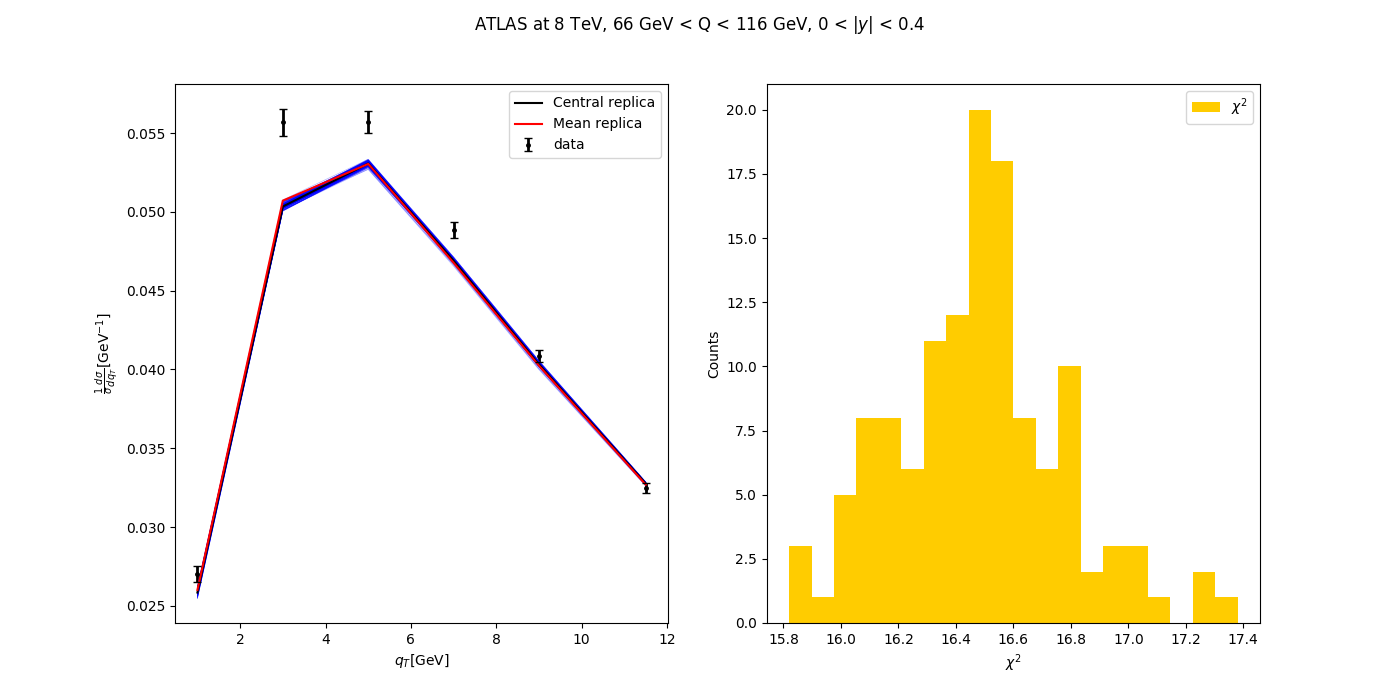 ATLAS at 8 TeV, 66 GeV < Q < 116 GeV, 0 < |y| < 0.4
Central replica
Mean replica
data
0.055
0.050
0.045
0.040
0.035
0.030
0.025
1/σ dσ/dq_T [GeV⁻¹]
2 4 6 8 10 12
q_T [GeV]
χ²
20.0
17.5
15.0
12.5
10.0
7.5
5.0
2.5
0.0
Counts
15.8 16.0 16.2 16.4 16.6 16.8 17.0 17.2 17.4
χ²